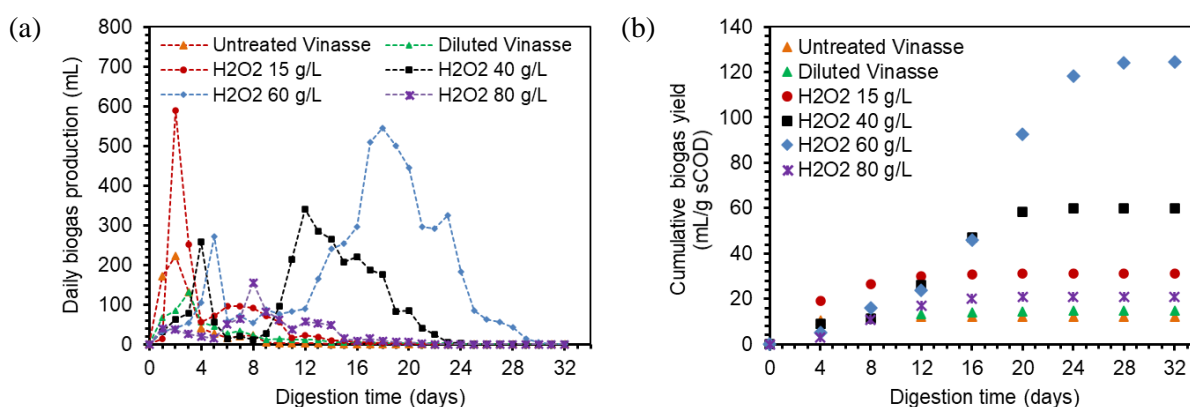 (a)
800
700
600
500
400
300
200
100
0
Daily biogas production (mL)
Untreated Vinasse
Diluted Vinasse
H2O2 15 g/L
H2O2 40 g/L
H2O2 60 g/L
H2O2 80 g/L
0 4 8 12 16 20 24 28 32
Digestion time (days)
(b)
140
120
100
80
60
40
20
0
Cumulative biogas yield
(mL/g sCOD)
Untreated Vinasse
Diluted Vinasse
H2O2 15 g/L
H2O2 40 g/L
H2O2 60 g/L
H2O2 80 g/L
0 4 8 12 16 20 24 28 32
Digestion time (days)